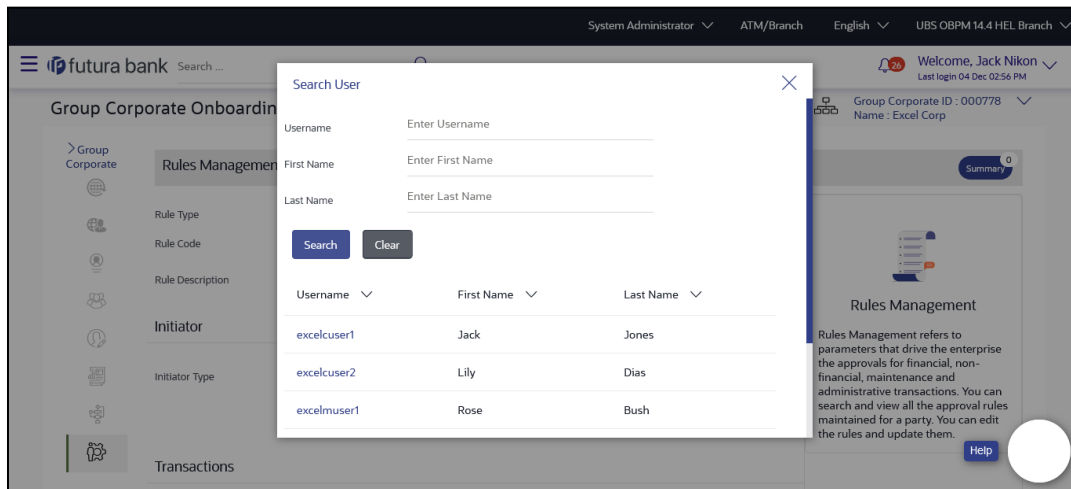 System Administrator ATM/Branch English UBS OBPM 14.4 HEL Branch
futura bank Search ... 26 Welcome, Jack Nikon
Last login 04 Dec 02:56 PM
Group Corporate Onboardin
Group Corporate ID : 000778
Name : Excel Corp
Search User
Username Enter Username
First Name Enter First Name
Last Name Enter Last Name
Search Clear
Username First Name Last Name
excelcuser1 Jack Jones
excelcuser2 Lily Dias
excelmuser1 Rose Bush
> Group
Corporate
Rules Managemen
Summary 0
Rule Type
Rule Code
Rule Description
Initiator
Initiator Type
Transactions
Rules Management
Rules Management refers to
parameters that drive the enterprise
the approvals for financial, non-
financial, maintenance and
administrative transactions. You can
search and view all the approval rules
maintained for a party. You can edit
the rules and update them.
Help